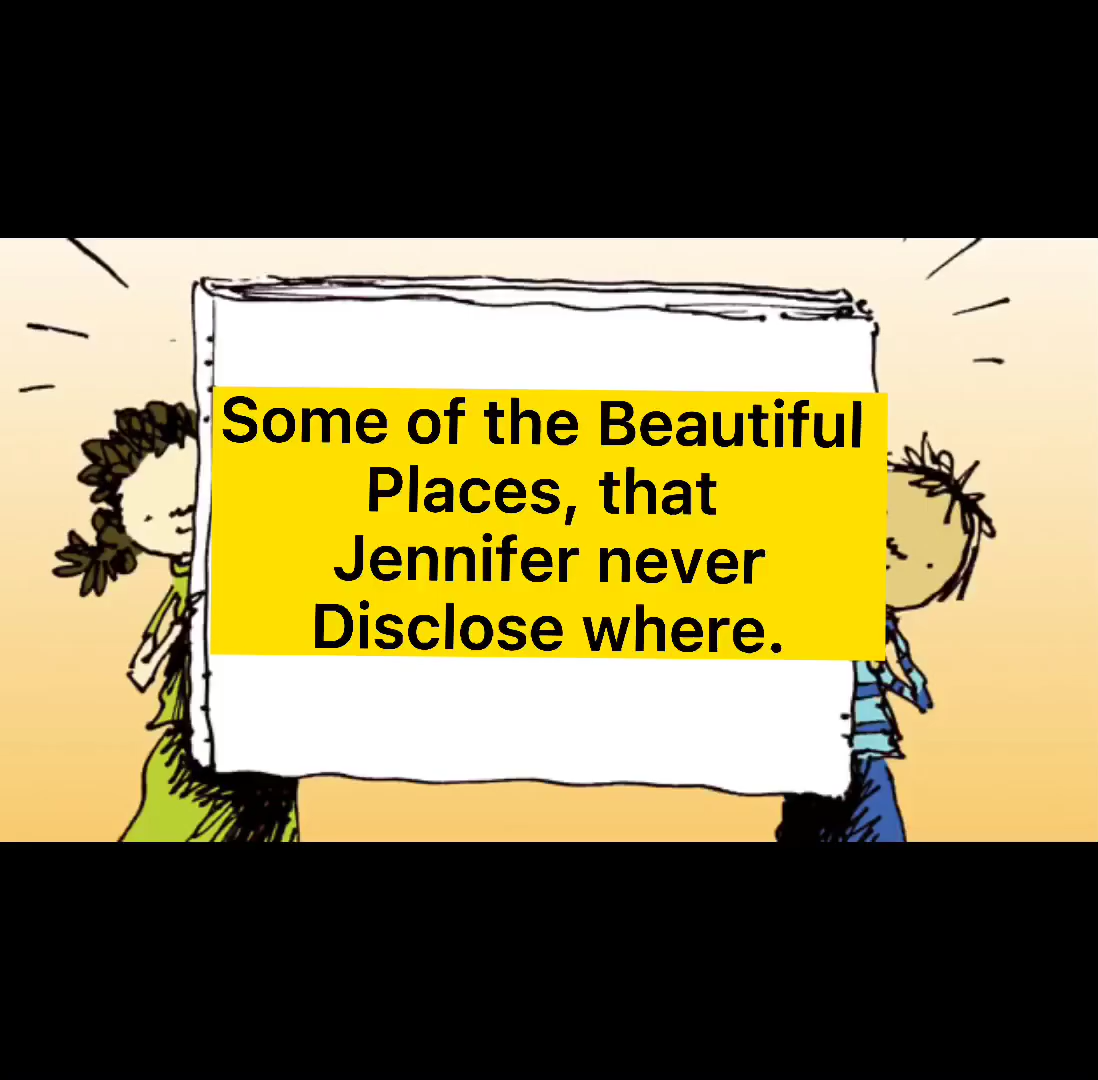 Some of the Beautiful
Places, that
Jennifer never
Disclose where.